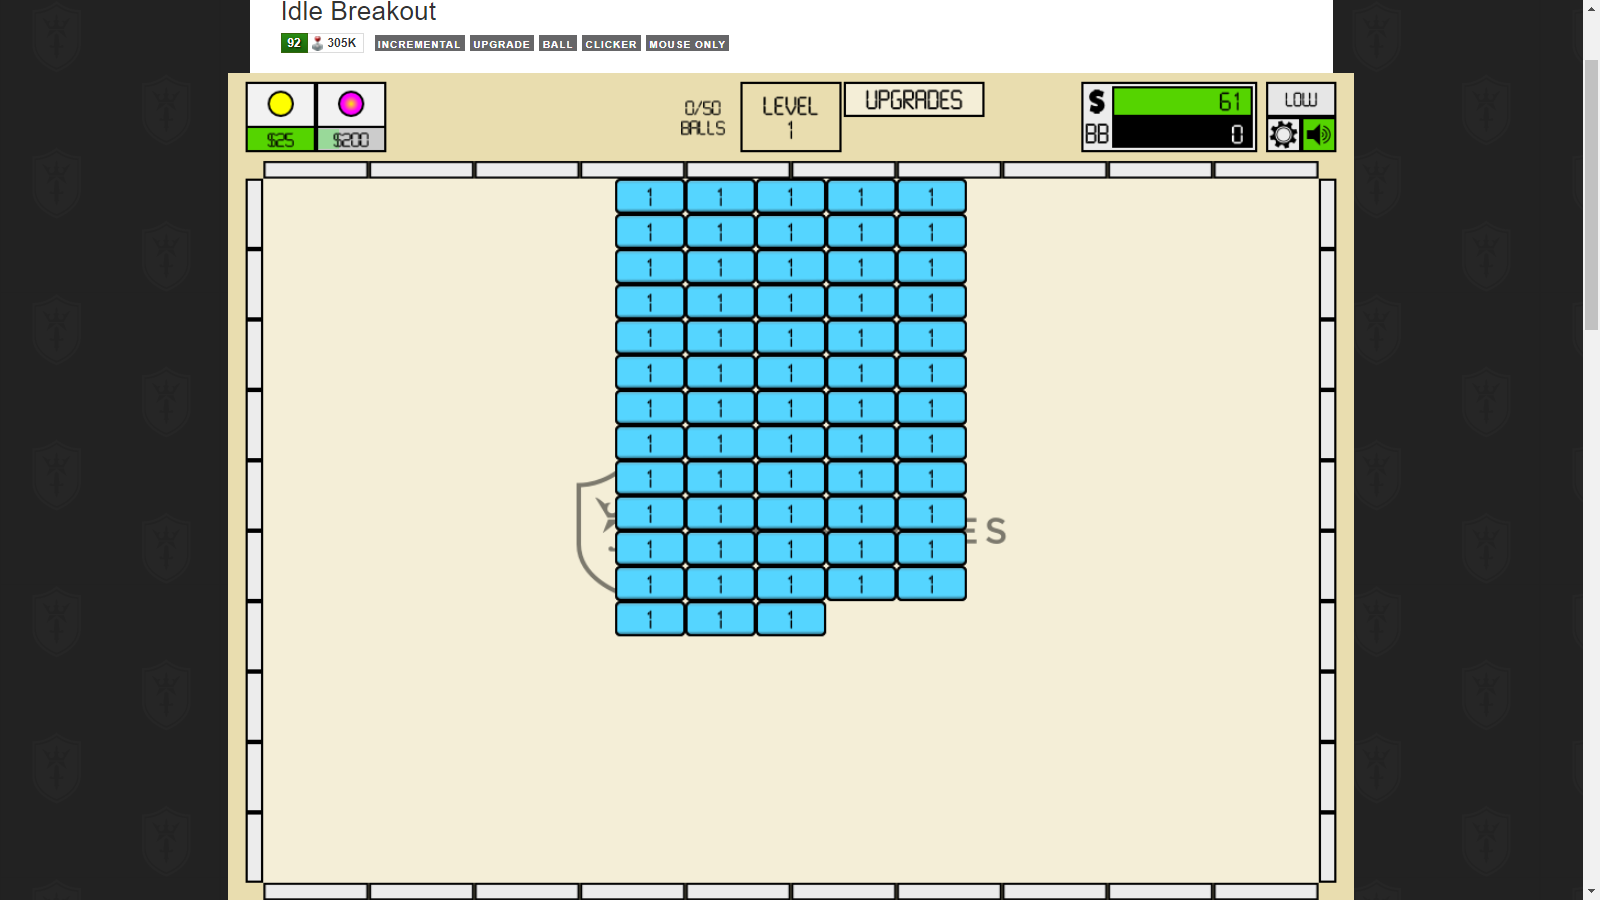 Idle Breakout
92 305K INCREMENTAL UPGRADE BALL CLICKER MOUSE ONLY
$25 $200
0/50
BALLS
LEVEL
1
UPGRADES
$ 61
BB 0
LOW
1 1 1 1 1
1 1 1 1 1
1 1 1 1 1
1 1 1 1 1
1 1 1 1 1
1 1 1 1 1
1 1 1 1 1
1 1 1 1 1
1 1 1 1 1
1 1 1 1 1
ES
1 1 1 1 1
1 1 1 1 1
1 1 1